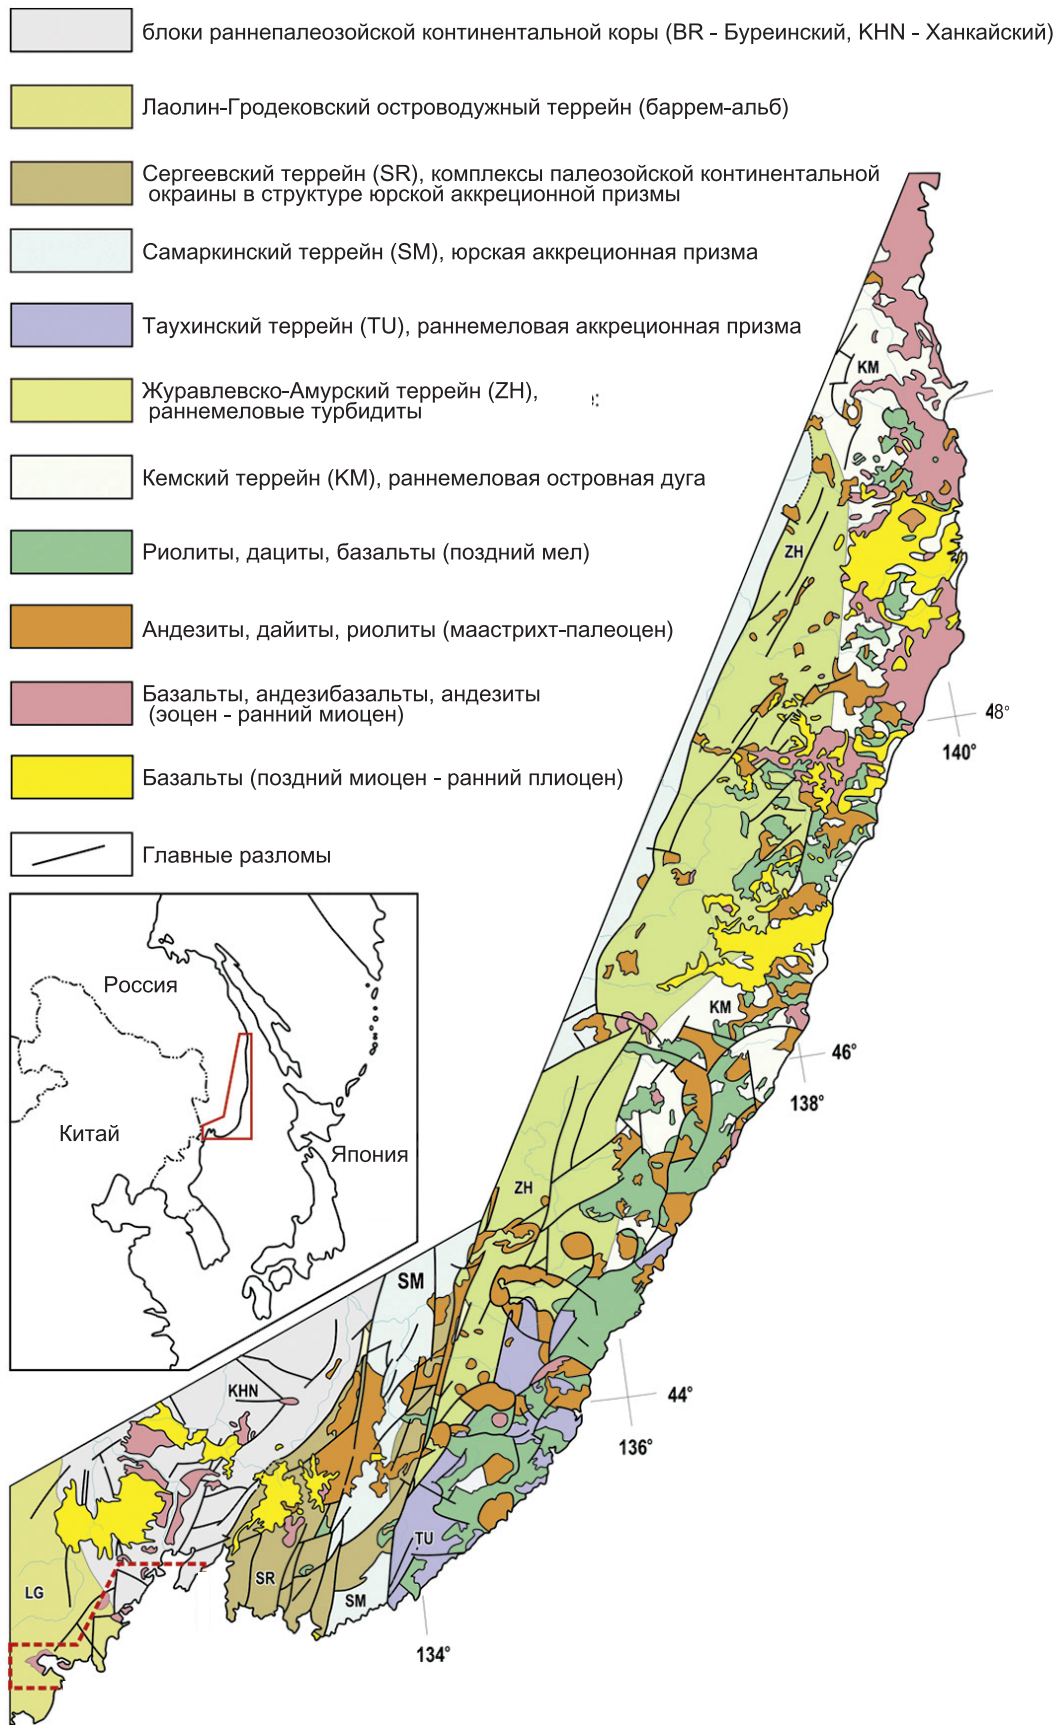 блоки раннепалеозойской континентальной коры (BR - Буреинский, KHN - Ханкайский)
Лаолин-Гродековский островодужный террейн (баррем-альб)
Сергеевский террейн (SR), комплексы палеозойской континентальной
окраины в структуре юрской аккреционной призмы
Самаркинский террейн (SM), юрская аккреционная призма
Таухинский террейн (TU), раннемеловая аккреционная призма
Журавлевско-Амурский террейн (ZH),
раннемеловые турбидиты
Кемский террейн (KM), раннемеловая островная дуга
Риолиты, дациты, базальты (поздний мел)
Андезиты, дайиты, риолиты (маастрихт-палеоцен)
Базальты, андезибазальты, андезиты
(эоцен - ранний миоцен)
Базальты (поздний миоцен - ранний плиоцен)
Главные разломы
Россия
Китай
Япония
KM
ZH
48°
140°
KM
46°
138°
ZH
SM
KHN
44°
136°
TU
SR
LG
SM
134°